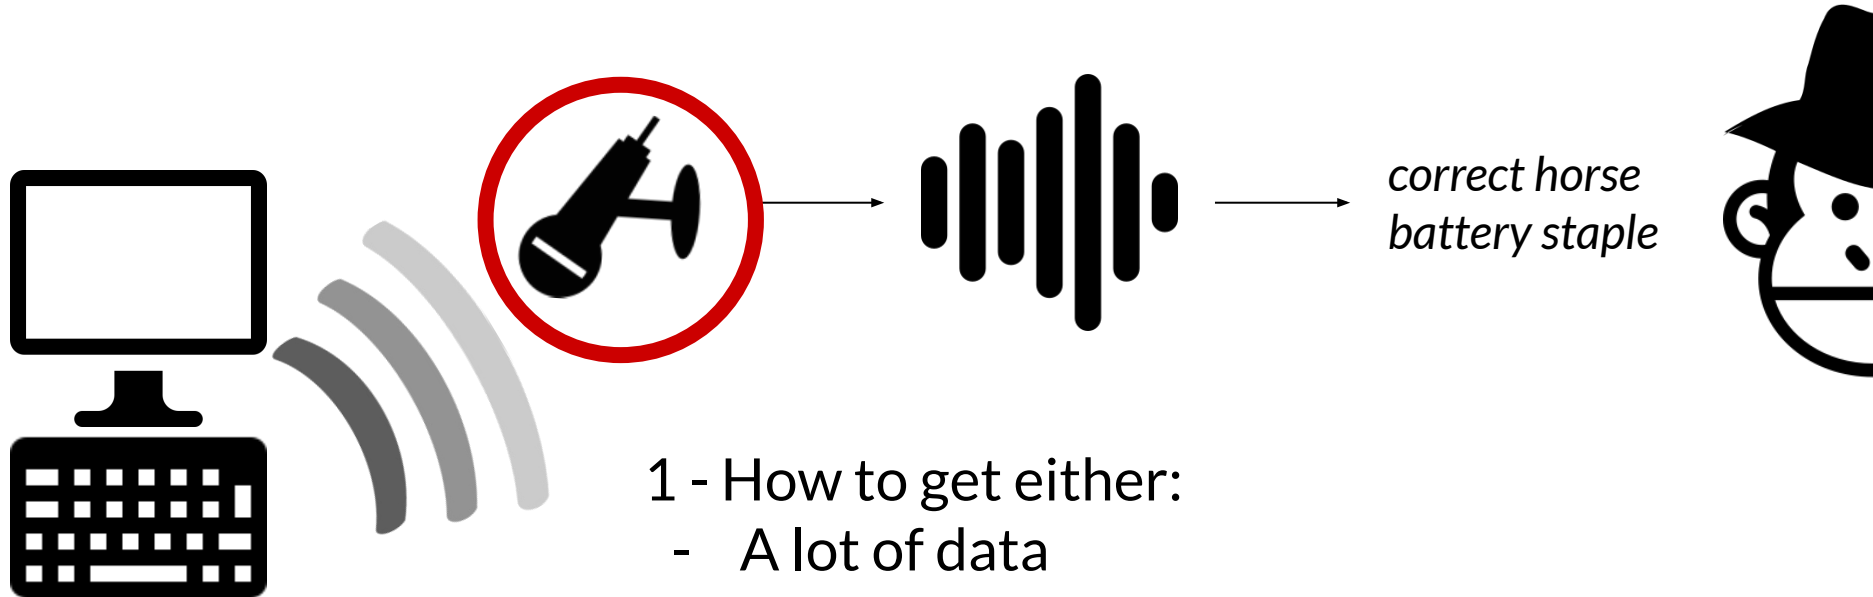 correct horse
battery staple
1 - How to get either:
- A lot of data